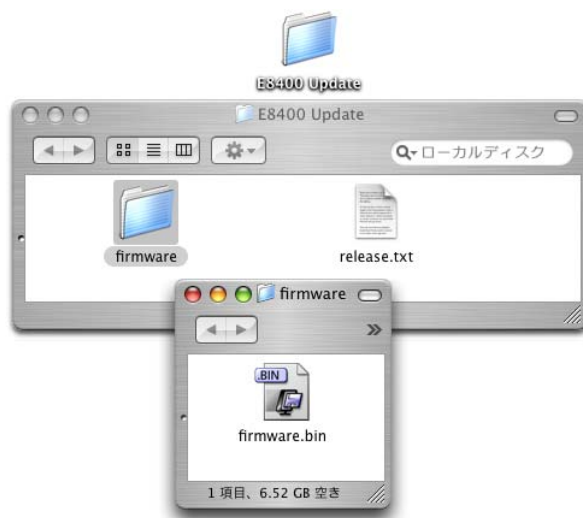 E8400 Update
E8400 Update
ローカルディスク
firmware
release.txt
firmware
.BIN
firmware.bin
1 項目、6.52 GB 空き